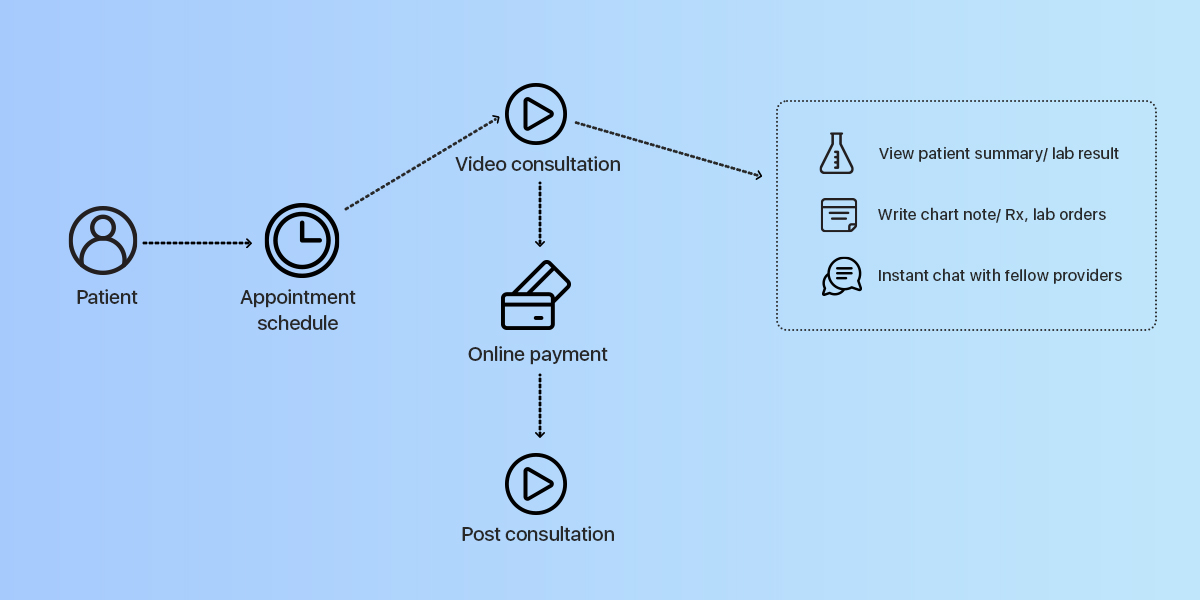 Patient
Appointment
schedule
Video consultation
Online payment
Post consultation
View patient summary/ lab result
Write chart note/ Rx, lab orders
Instant chat with fellow providers